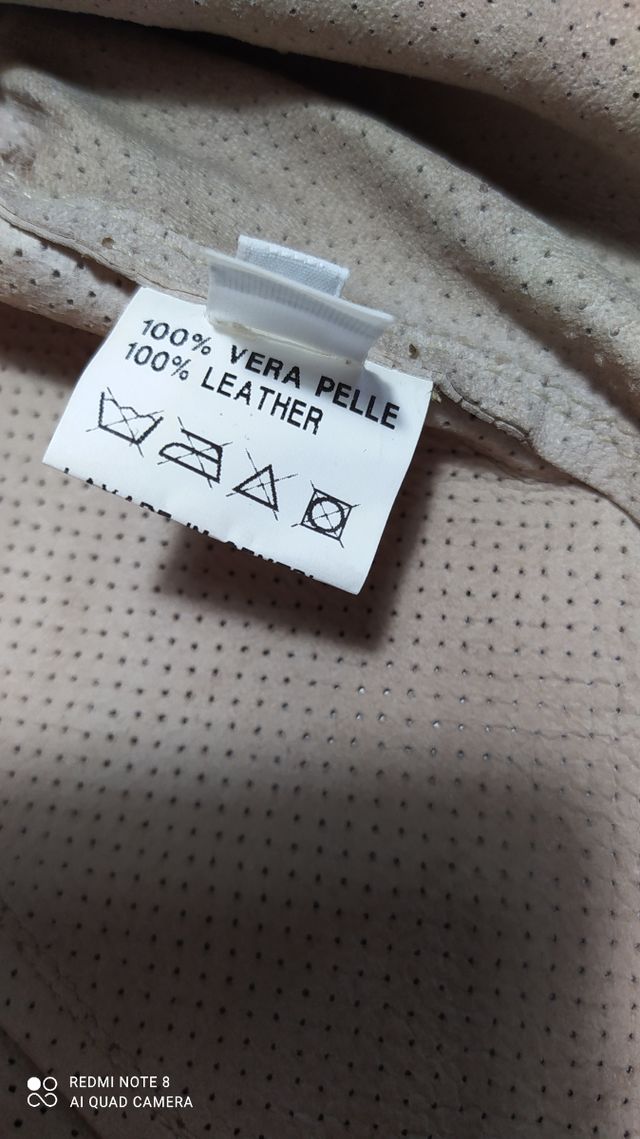 100% VERA PELLE
100% LEATHER
REDMI NOTE 8
AI QUAD CAMERA